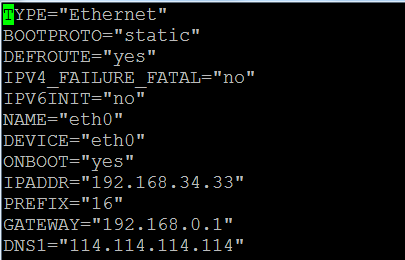 TYPE="Ethernet"
BOOTPROTO="static"
DEFROUTE="yes"
IPV4_FAILURE_FATAL="no"
IPV6INIT="no"
NAME="eth0"
DEVICE="eth0"
ONBOOT="yes"
IPADDR="192.168.34.33"
PREFIX="16"
GATEWAY="192.168.0.1"
DNS1="114.114.114.114"